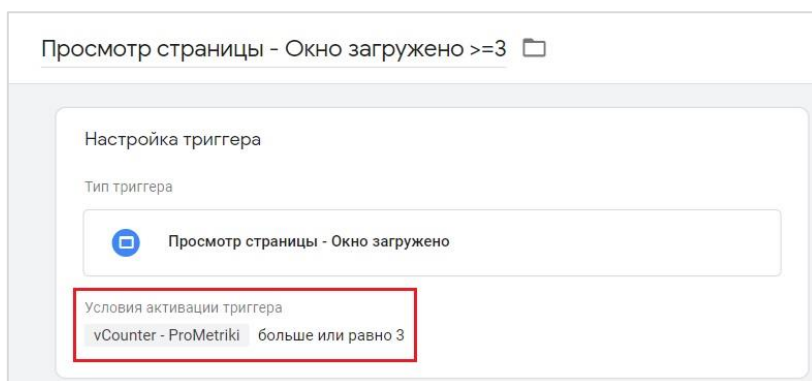 Просмотр страницы - Окно загружено >=3
Настройка триггера
Тип триггера
Просмотр страницы - Окно загружено
Условия активации триггера
vCounter - ProMetriki больше или равно 3